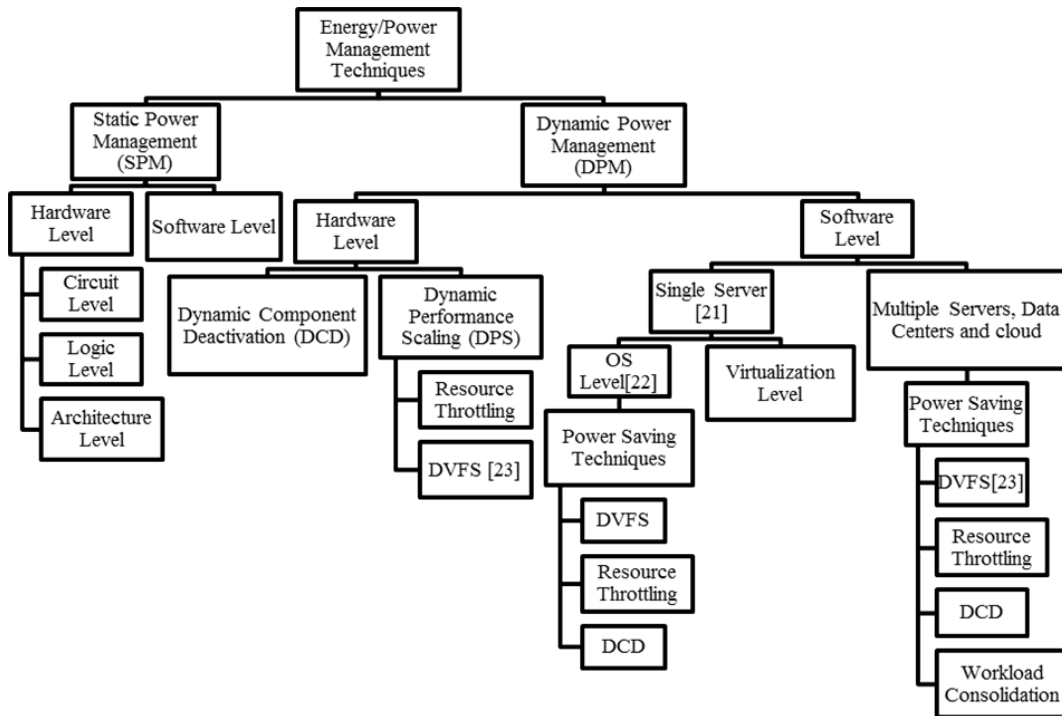 Energy/Power
Management
Techniques
Static Power
Management
(SPM)
Dynamic Power
Management
(DPM)
Hardware
Level
Software Level
Hardware
Level
Software
Level
Circuit
Level
Logic
Level
Architecture
Level
Dynamic Component
Deactivation (DCD)
Dynamic
Performance
Scaling (DPS)
Resource
Throttling
DVFS [23]
Single Server
[21]
Multiple Servers, Data
Centers and cloud
OS
Level[22]
Virtualization
Level
Power Saving
Techniques
DVFS
Resource
Throttling
DCD
Power Saving
Techniques
DVFS[23]
Resource
Throttling
DCD
Workload
Consolidation